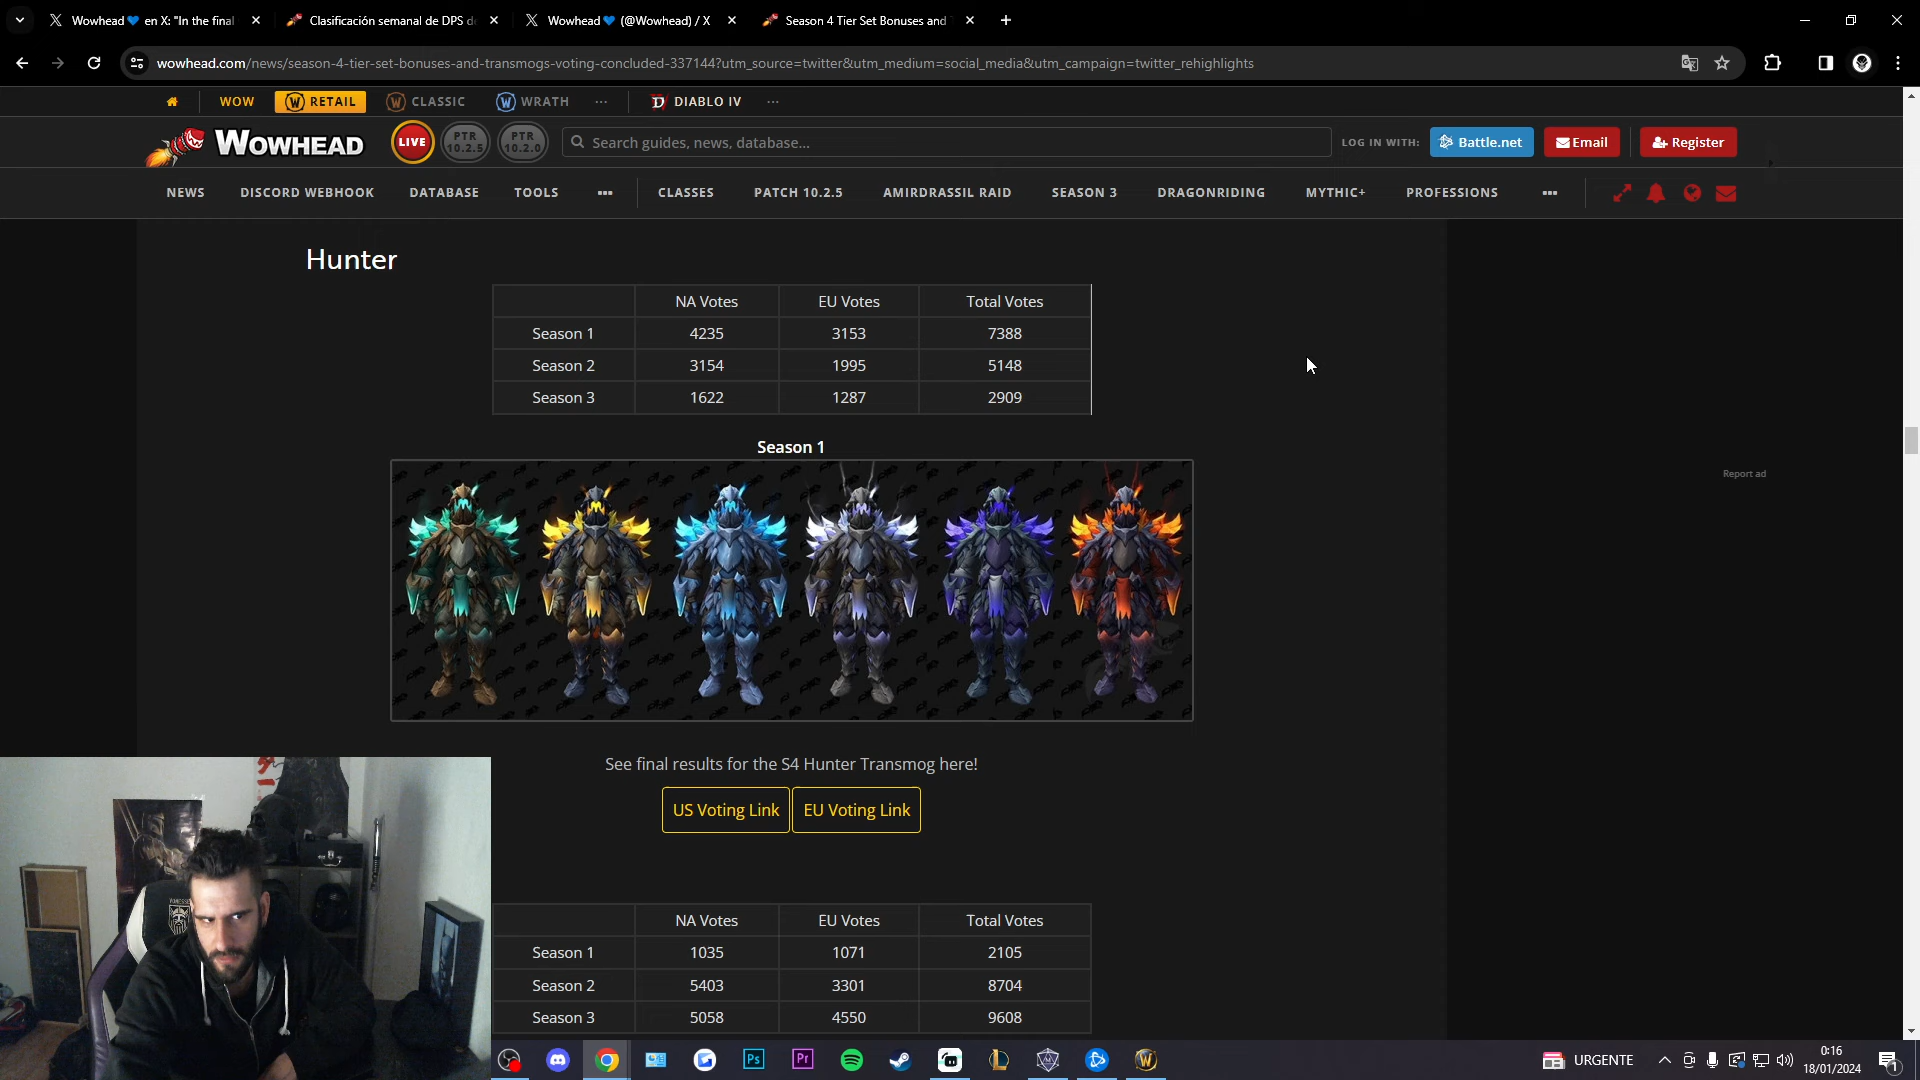 Wowhead💙 en X: "In the final
Clasificación semanal de DPS de
Wowhead💙 (@Wowhead) / X
Season 4 Tier Set Bonuses and
wowhead.com/news/season-4-tier-set-bonuses-and-transmogs-voting-concluded-337144?utm_source=twitter&utm_medium=social_media&utm_campaign=twitter_rehighlights
WOW RETAIL CLASSIC WRATH ... DIABLO IV ...
WOWHEAD LIVE PTR 10.2.5 PTR 10.2.0 Search guides, news, database... LOG IN WITH: Battle.net Email Register
NEWS DISCORD WEBHOOK DATABASE TOOLS ... CLASSES PATCH 10.2.5 AMIRDRASSIL RAID SEASON 3 DRAGONRIDING MYTHIC+ PROFESSIONS ...
Hunter
NA Votes EU Votes Total Votes
Season 1 4235 3153 7388
Season 2 3154 1995 5148
Season 3 1622 1287 2909
Season 1
Report ad
See final results for the S4 Hunter Transmog here!
US Voting Link EU Voting Link
NA Votes EU Votes Total Votes
Season 1 1035 1071 2105
Season 2 5403 3301 8704
Season 3 5058 4550 9608
Ps Pr URGENTE 0:16
18/01/2024 1